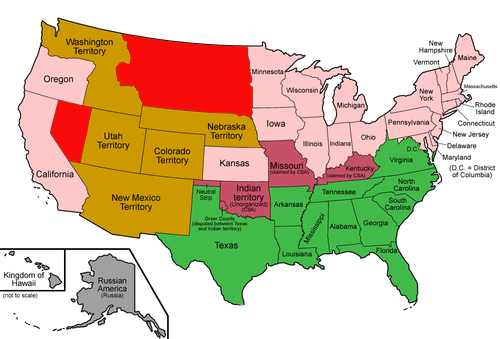 Washington
Territory
Oregon
California
Utah
Territory
New Mexico
Territory
Colorado
Territory
Nebraska
Territory
Kansas
Minnesota
Iowa
Wisconsin
Illinois
Michigan
Indiana
Ohio
Missouri
(claimed by CSA)
Kentucky
(claimed by CSA)
Neutral
Strip
Indian
territory
(Unorganized)
(CSA)
Greer County
(disputed between Texas
and Indian territory)
Texas
Arkansas
Louisiana
Mississippi
Tennessee
Alabama
Georgia
Florida
South
Carolina
North
Carolina
Virginia
D.C.
Pennsylvania
New
York
New
Hampshire
Vermont
Maine
Massachusetts
Rhode
Island
Connecticut
New Jersey
Delaware
Maryland
(D.C. = District
of Columbia)
Kingdom of
Hawaii
(not to scale)
Russian
America
(Russia)